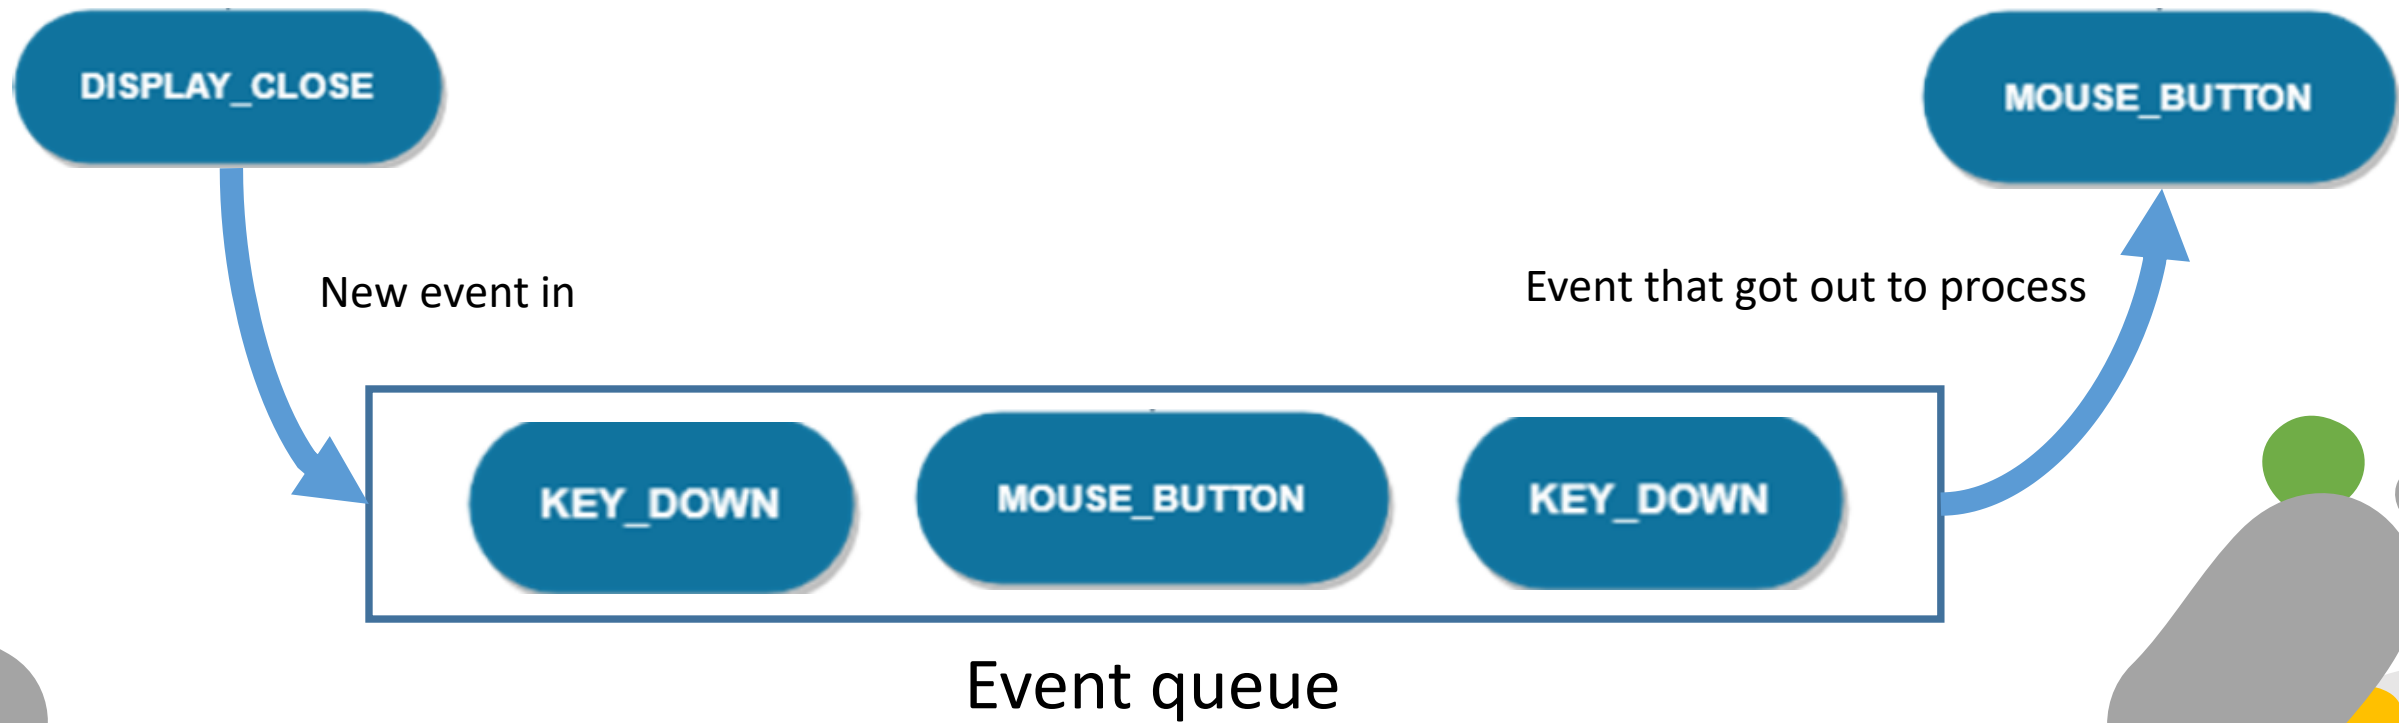 DISPLAY_CLOSE
MOUSE_BUTTON
New event in
Event that got out to process
KEY_DOWN
MOUSE_BUTTON
KEY_DOWN
Event queue